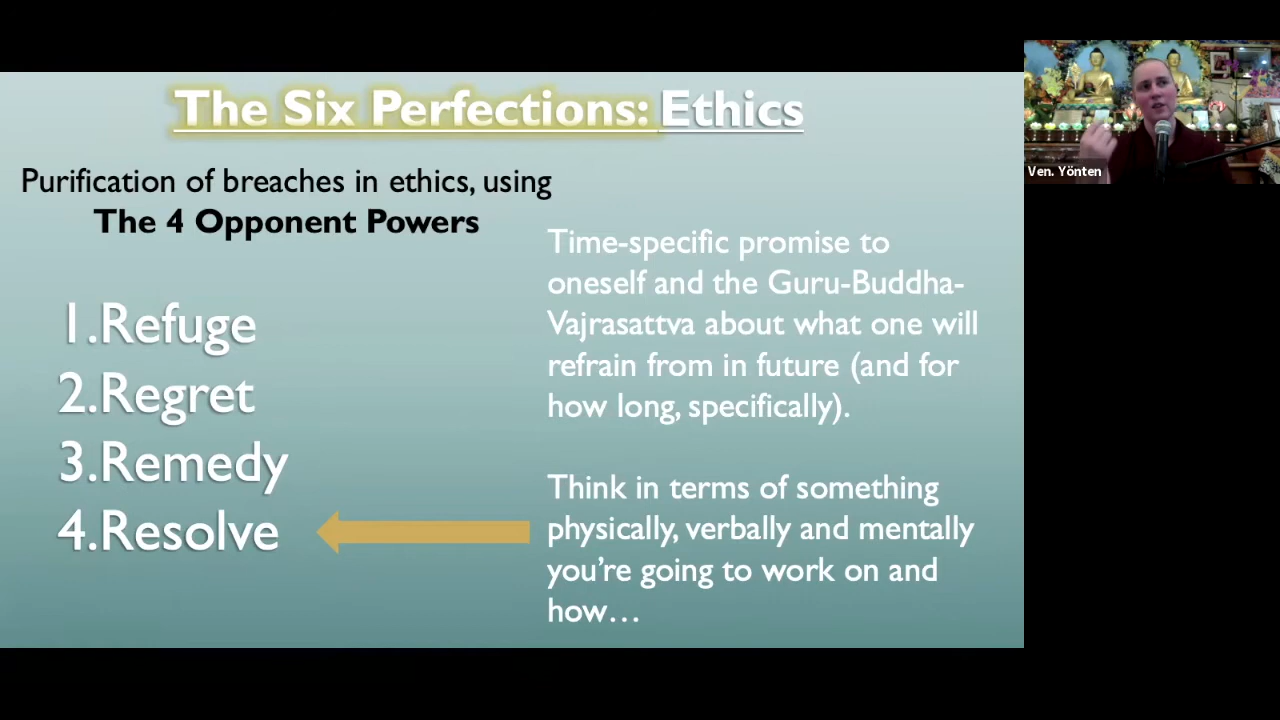 The Six Perfections: Ethics
Purification of breaches in ethics, using
The 4 Opponent Powers
1.Refuge
2.Regret
3.Remedy
4.Resolve
Time-specific promise to
oneself and the Guru-Buddha-
Vajrasattva about what one will
refrain from in future (and for
how long, specifically).
Think in terms of something
physically, verbally and mentally
you're going to work on and
how…
Ven. Yönten